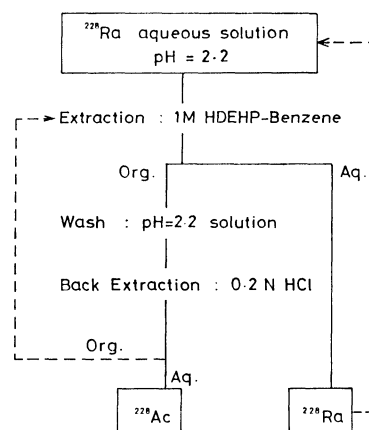 ²²⁸Ra aqueous solution
pH = 2·2
Extraction : 1M HDEHP-Benzene
Org. Aq.
Wash : pH=2·2 solution
Back Extraction : 0·2 N HCl
Org.
Aq.
²²⁸Ac ²²⁸Ra